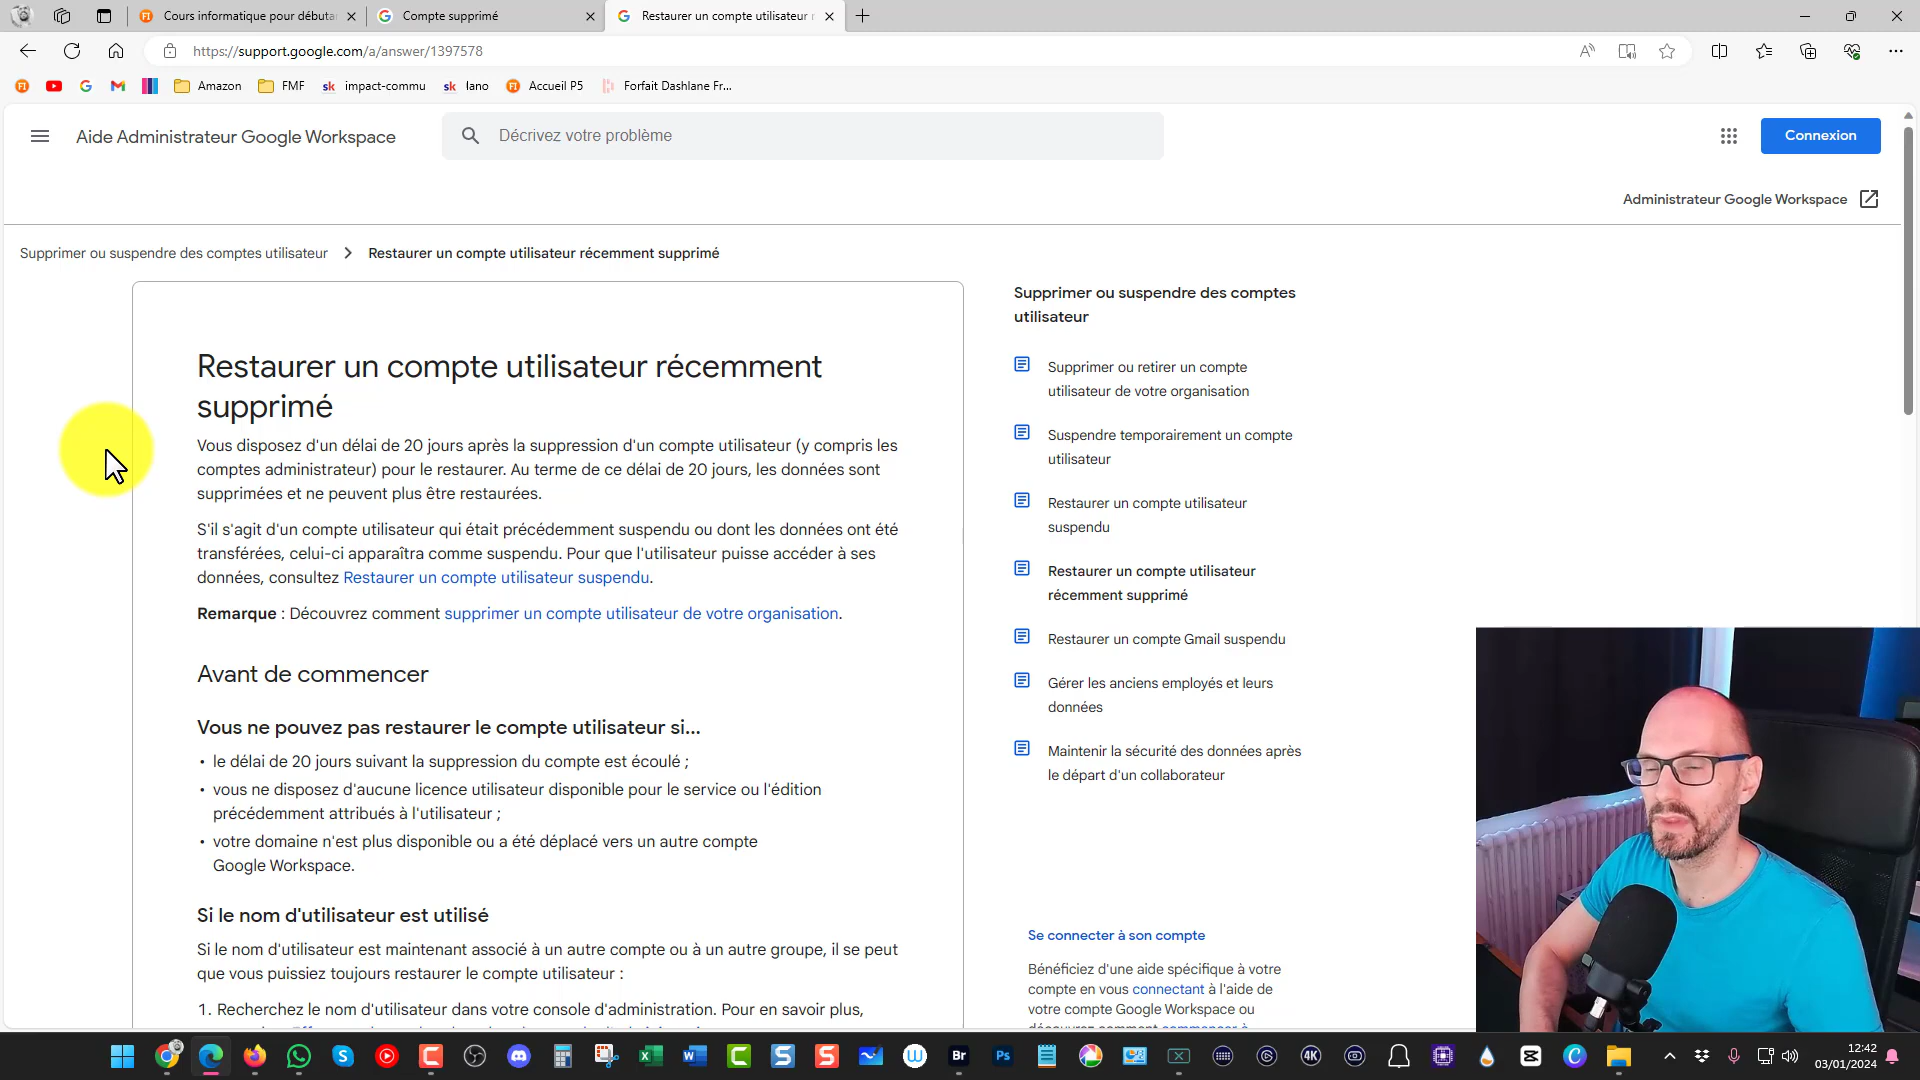 Cours informatique pour débuta
Compte supprimé
Restaurer un compte utilisateur r
https://support.google.com/a/answer/1397578
Amazon
FMF
impact-commu
lano
Accueil P5
Forfait Dashlane Fr...
Aide Administrateur Google Workspace
Décrivez votre problème
Connexion
Administrateur Google Workspace
Supprimer ou suspendre des comptes utilisateur
Restaurer un compte utilisateur récemment supprimé
Restaurer un compte utilisateur récemment
supprimé
Vous disposez d'un délai de 20 jours après la suppression d'un compte utilisateur (y compris les
comptes administrateur) pour le restaurer. Au terme de ce délai de 20 jours, les données sont
supprimées et ne peuvent plus être restaurées.
S'il s'agit d'un compte utilisateur qui était précédemment suspendu ou dont les données ont été
transférées, celui-ci apparaîtra comme suspendu. Pour que l'utilisateur puisse accéder à ses
données, consultez Restaurer un compte utilisateur suspendu.
Remarque : Découvrez comment supprimer un compte utilisateur de votre organisation.
Avant de commencer
Vous ne pouvez pas restaurer le compte utilisateur si...
• le délai de 20 jours suivant la suppression du compte est écoulé ;
• vous ne disposez d'aucune licence utilisateur disponible pour le service ou l'édition
précédemment attribués à l'utilisateur ;
• votre domaine n'est plus disponible ou a été déplacé vers un autre compte
Google Workspace.
Si le nom d'utilisateur est utilisé
Si le nom d'utilisateur est maintenant associé à un autre compte ou à un autre groupe, il se peut
que vous puissiez toujours restaurer le compte utilisateur :
1. Recherchez le nom d'utilisateur dans votre console d'administration. Pour en savoir plus,
Supprimer ou suspendre des comptes
utilisateur
Supprimer ou retirer un compte
utilisateur de votre organisation
Suspendre temporairement un compte
utilisateur
Restaurer un compte utilisateur
suspendu
Restaurer un compte utilisateur
récemment supprimé
Restaurer un compte Gmail suspendu
Gérer les anciens employés et leurs
données
Maintenir la sécurité des données après
le départ d'un collaborateur
Se connecter à son compte
Bénéficiez d'une aide spécifique à votre
compte en vous connectant à l'aide de
votre compte Google Workspace ou
12:42
03/01/2024